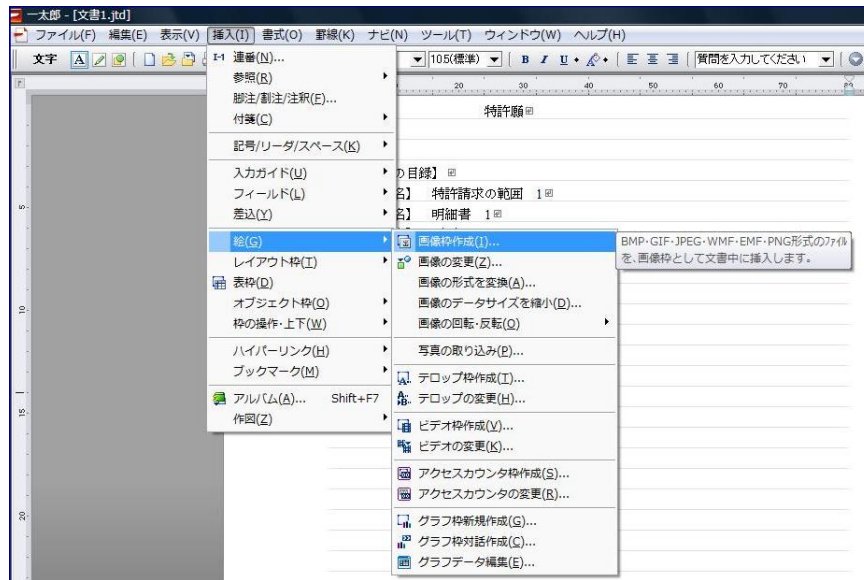 一太郎 - [文書1.jtd]
ファイル(F) 編集(E) 表示(V) 挿入(I) 書式(O) 罫線(K) ナビ(N) ツール(T) ウィンドウ(W) ヘルプ(H)
文字 A 10.5(標準) B I U 質問を入力してください
20 30 40 50 60 70
連番(N)...
参照(R)
脚注/割注/注釈(F)...
付箋(C)
記号/リーダ/スペース(K)
入力ガイド(U)
フィールド(L)
差込(Y)
絵(G)
レイアウト枠(T)
表枠(D)
オブジェクト枠(O)
枠の操作・上下(W)
ハイパーリンク(H)
ブックマーク(M)
アルバム(A)... Shift+F7
作図(Z)
特許願
の目録】
名】 特許請求の範囲 1
名】 明細書 1
画像枠作成(I)...
画像の変更(Z)...
画像の形式を変換(A)...
画像のデータサイズを縮小(D)...
画像の回転・反転(O)
写真の取り込み(P)...
テロップ枠作成(T)...
テロップの変更(H)...
ビデオ枠作成(V)...
ビデオの変更(K)...
アクセスカウンタ枠作成(S)...
アクセスカウンタの変更(R)...
グラフ枠新規作成(G)...
グラフ枠対話作成(C)...
グラフデータ編集(E)...
BMP・GIF・JPEG・WMF・EMF・PNG形式のファイル
を、画像枠として文書中に挿入します。
5
10
15
20